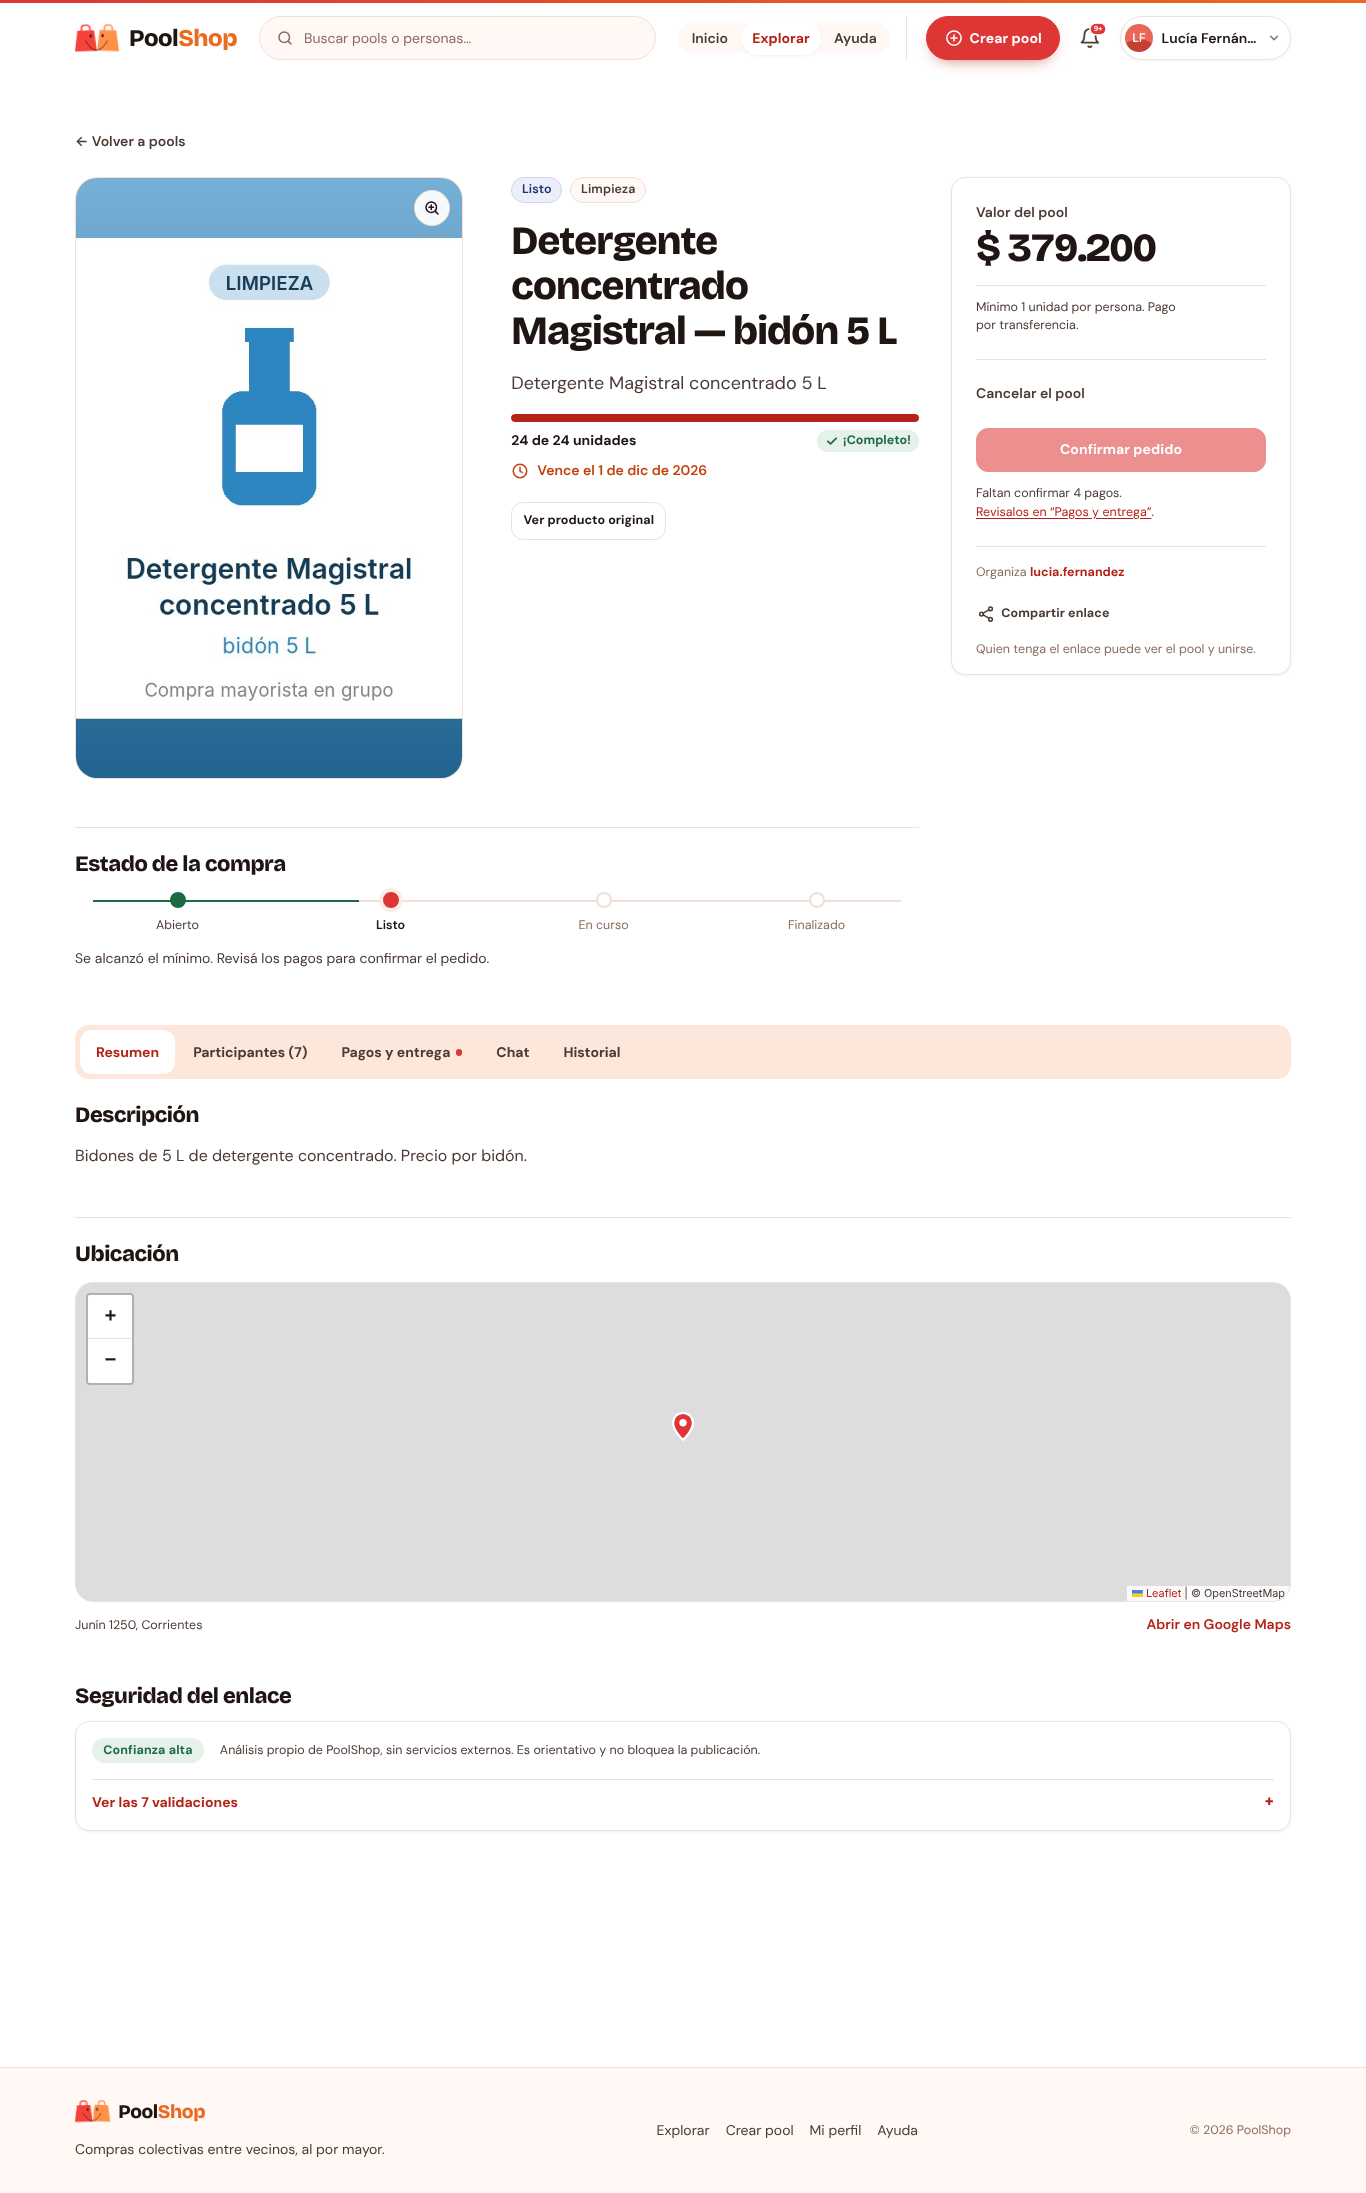 PoolShop
Buscar pools o personas...
Inicio
Explorar
Ayuda
Crear pool
9+
LF
Lucía Fernán...
← Volver a pools
LIMPIEZA
Detergente Magistral
concentrado 5 L
bidón 5 L
Compra mayorista en grupo
Listo
Limpieza
Detergente
concentrado
Magistral — bidón 5 L
Detergente Magistral concentrado 5 L
24 de 24 unidades
¡Completo!
Vence el 1 de dic de 2026
Ver producto original
Valor del pool
$ 379.200
Mínimo 1 unidad por persona. Pago
por transferencia.
Cancelar el pool
Confirmar pedido
Faltan confirmar 4 pagos.
Revisalos en “Pagos y entrega”.
Organiza lucia.fernandez
Compartir enlace
Quien tenga el enlace puede ver el pool y unirse.
Estado de la compra
Abierto
Listo
En curso
Finalizado
Se alcanzó el mínimo. Revisá los pagos para confirmar el pedido.
Resumen
Participantes (7)
Pagos y entrega
Chat
Historial
Descripción
Bidones de 5 L de detergente concentrado. Precio por bidón.
Ubicación
+
−
Leaflet | © OpenStreetMap
Junín 1250, Corrientes
Abrir en Google Maps
Seguridad del enlace
Confianza alta
Análisis propio de PoolShop, sin servicios externos. Es orientativo y no bloquea la publicación.
Ver las 7 validaciones
+
PoolShop
Compras colectivas entre vecinos, al por mayor.
Explorar
Crear pool
Mi perfil
Ayuda
© 2026 PoolShop